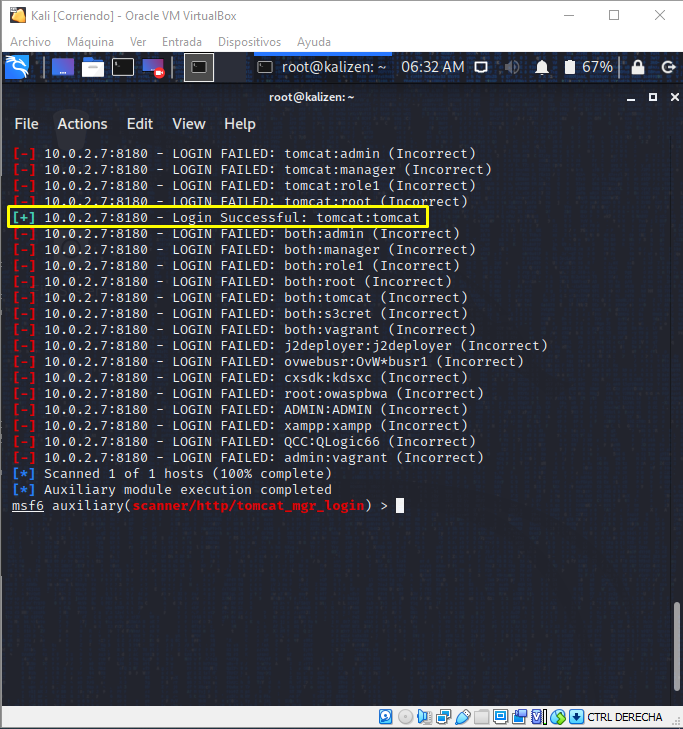 Kali [Corriendo] - Oracle VM VirtualBox
Archivo Máquina Ver Entrada Dispositivos Ayuda
root@kalizen: ~ 06:32 AM 67%
root@kalizen: ~
File Actions Edit View Help
[-] 10.0.2.7:8180 - LOGIN FAILED: tomcat:admin (Incorrect)
[-] 10.0.2.7:8180 - LOGIN FAILED: tomcat:manager (Incorrect)
[-] 10.0.2.7:8180 - LOGIN FAILED: tomcat:role1 (Incorrect)
[-] 10.0.2.7:8180 - LOGIN FAILED: tomcat:root (Incorrect)
[+] 10.0.2.7:8180 - Login Successful: tomcat:tomcat
[-] 10.0.2.7:8180 - LOGIN FAILED: both:admin (Incorrect)
[-] 10.0.2.7:8180 - LOGIN FAILED: both:manager (Incorrect)
[-] 10.0.2.7:8180 - LOGIN FAILED: both:role1 (Incorrect)
[-] 10.0.2.7:8180 - LOGIN FAILED: both:root (Incorrect)
[-] 10.0.2.7:8180 - LOGIN FAILED: both:tomcat (Incorrect)
[-] 10.0.2.7:8180 - LOGIN FAILED: both:s3cret (Incorrect)
[-] 10.0.2.7:8180 - LOGIN FAILED: both:vagrant (Incorrect)
[-] 10.0.2.7:8180 - LOGIN FAILED: j2deployer:j2deployer (Incorrect)
[-] 10.0.2.7:8180 - LOGIN FAILED: ovwebusr:OvW*busr1 (Incorrect)
[-] 10.0.2.7:8180 - LOGIN FAILED: cxsdk:kdsxc (Incorrect)
[-] 10.0.2.7:8180 - LOGIN FAILED: root:owaspbwa (Incorrect)
[-] 10.0.2.7:8180 - LOGIN FAILED: ADMIN:ADMIN (Incorrect)
[-] 10.0.2.7:8180 - LOGIN FAILED: xampp:xampp (Incorrect)
[-] 10.0.2.7:8180 - LOGIN FAILED: QCC:QLogic66 (Incorrect)
[-] 10.0.2.7:8180 - LOGIN FAILED: admin:vagrant (Incorrect)
[*] Scanned 1 of 1 hosts (100% complete)
[*] Auxiliary module execution completed
msf6 auxiliary(scanner/http/tomcat_mgr_login) >
CTRL DERECHA